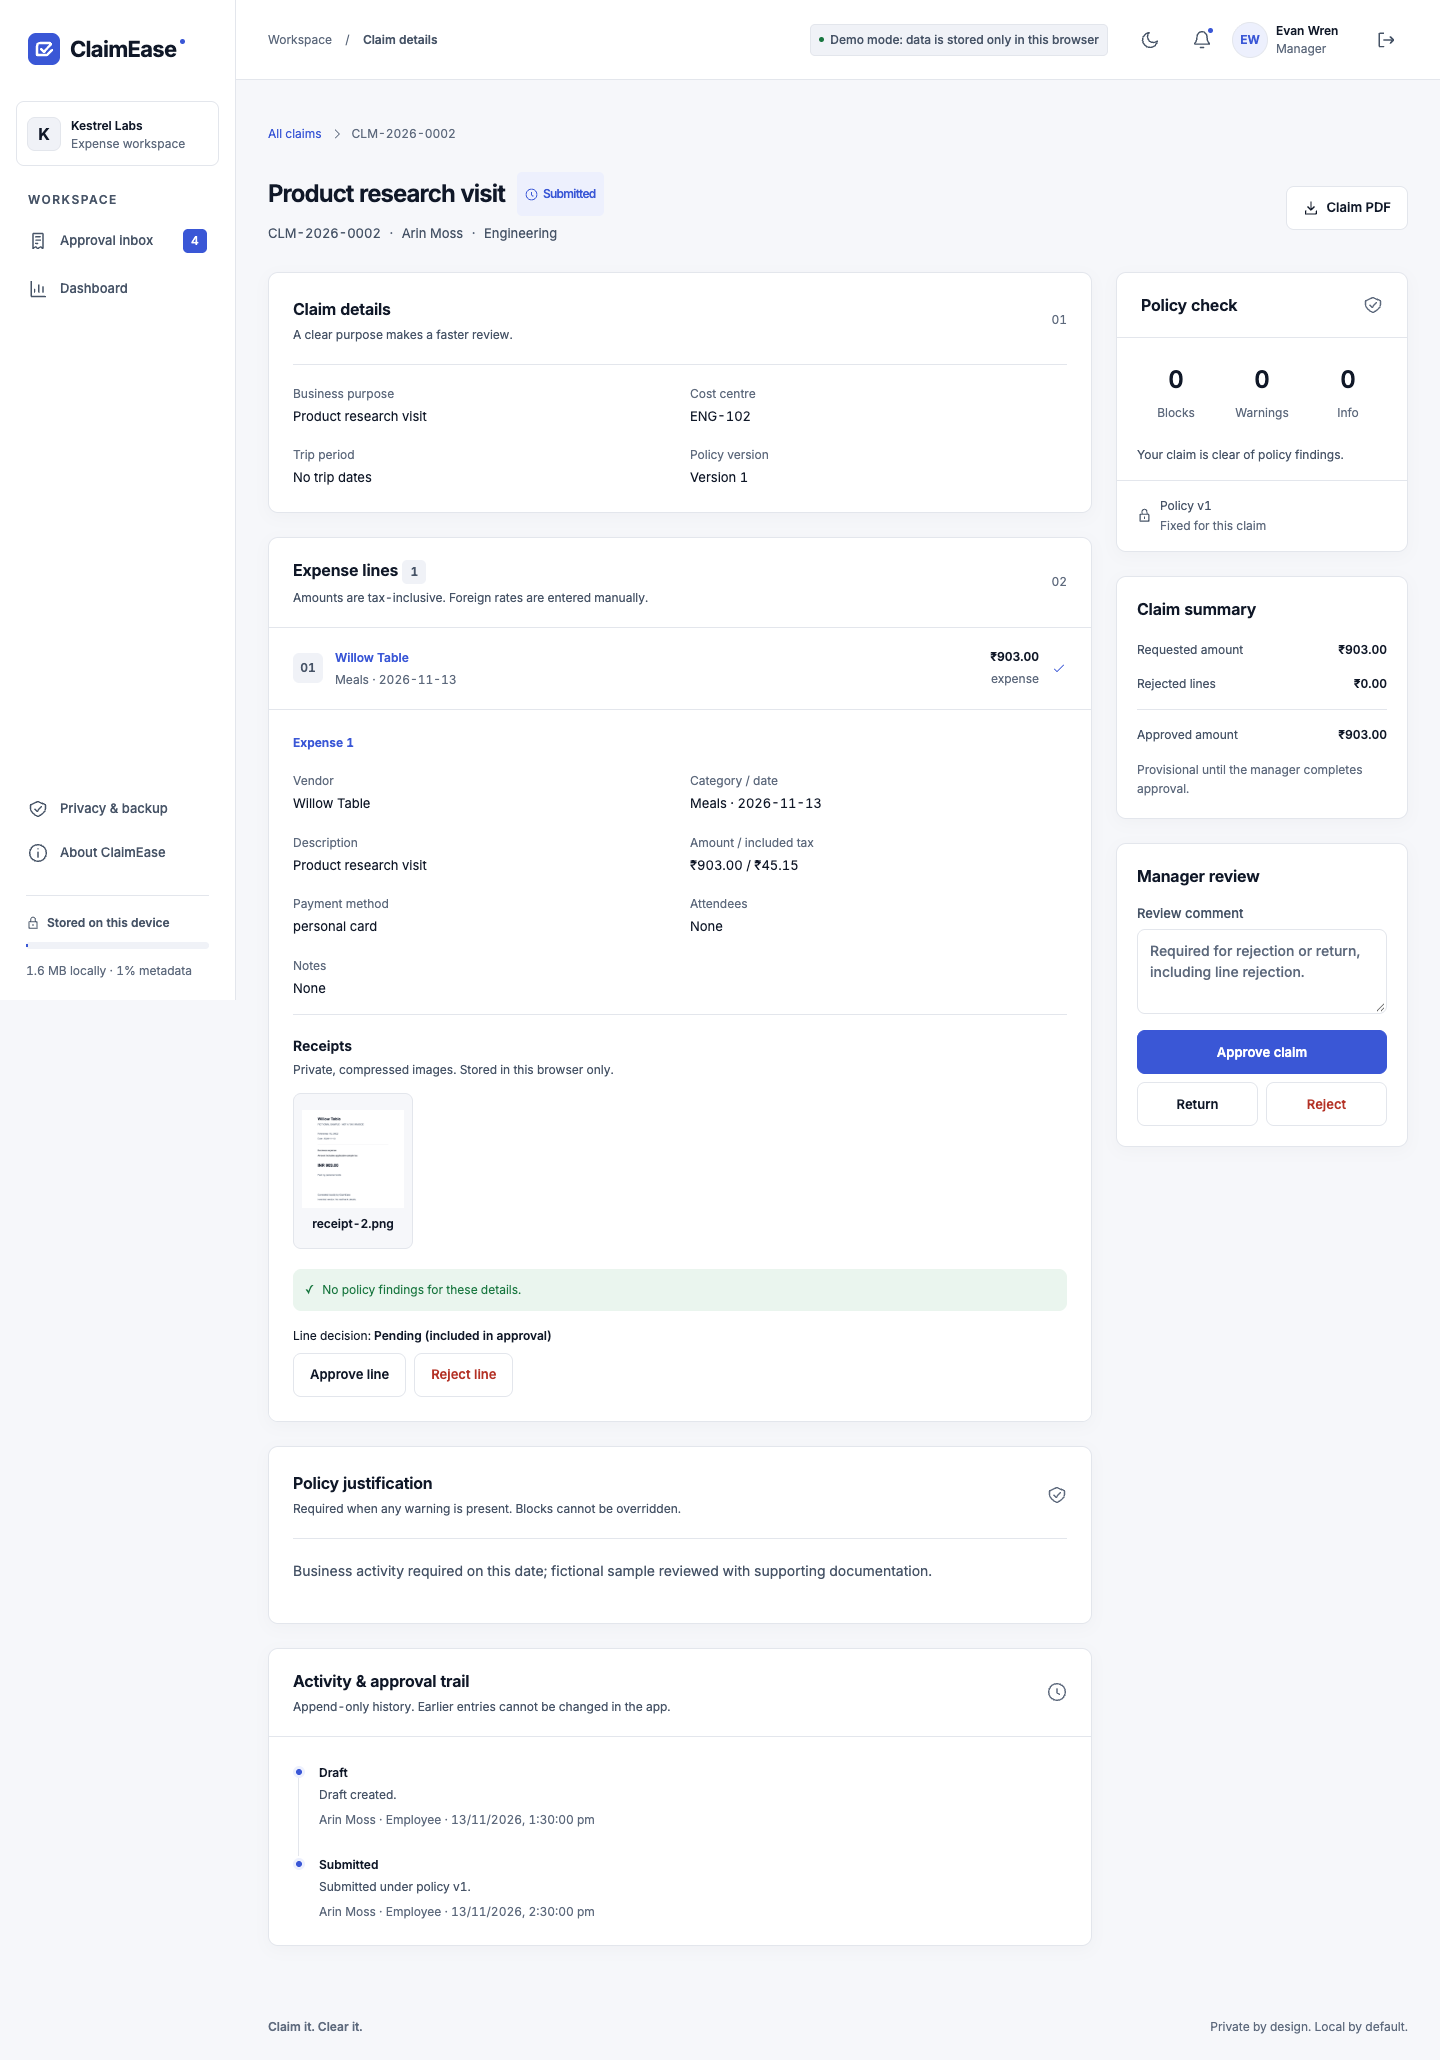 ClaimEase
K
Kestrel Labs
Expense workspace
WORKSPACE
Approval inbox 4
Dashboard
Privacy & backup
About ClaimEase
Stored on this device
1.6 MB locally · 1% metadata
Workspace / Claim details
Demo mode: data is stored only in this browser
EW
Evan Wren
Manager
All claims > CLM-2026-0002
Product research visit
Submitted
CLM-2026-0002 · Arin Moss · Engineering
Claim PDF
Claim details
A clear purpose makes a faster review.
01
Business purpose
Product research visit
Cost centre
ENG-102
Trip period
No trip dates
Policy version
Version 1
Expense lines 1
Amounts are tax-inclusive. Foreign rates are entered manually.
02
01
Willow Table
Meals · 2026-11-13
₹903.00
expense
Expense 1
Vendor
Willow Table
Category / date
Meals · 2026-11-13
Description
Product research visit
Amount / included tax
₹903.00 / ₹45.15
Payment method
personal card
Attendees
None
Notes
None
Receipts
Private, compressed images. Stored in this browser only.
Willow Table
INR 903.00
receipt-2.png
✓ No policy findings for these details.
Line decision: Pending (included in approval)
Approve line
Reject line
Policy justification
Required when any warning is present. Blocks cannot be overridden.
Business activity required on this date; fictional sample reviewed with supporting documentation.
Activity & approval trail
Append-only history. Earlier entries cannot be changed in the app.
Draft
Draft created.
Arin Moss · Employee · 13/11/2026, 1:30:00 pm
Submitted
Submitted under policy v1.
Arin Moss · Employee · 13/11/2026, 2:30:00 pm
Policy check
0 0 0
Blocks Warnings Info
Your claim is clear of policy findings.
Policy v1
Fixed for this claim
Claim summary
Requested amount ₹903.00
Rejected lines ₹0.00
Approved amount ₹903.00
Provisional until the manager completes
approval.
Manager review
Review comment
Required for rejection or return,
including line rejection.
Approve claim
Return
Reject
Claim it. Clear it.
Private by design. Local by default.